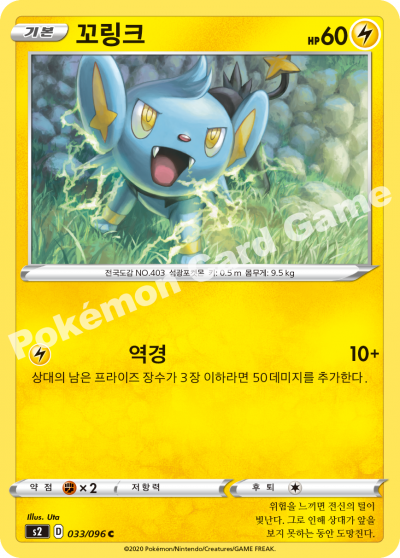 기본 꼬링크 HP 60
Pokémon Card Game
전국도감 NO.403 섬광포켓몬 키: 0.5 m 몸무게: 9.5 kg
역경 10+
상대의 남은 프라이즈 장수가 3장 이하라면 50데미지를 추가한다.
약점 ×2 저항력 후퇴
Illus. Uta
s2 D 033/096 C
위험을 느끼면 전신의 털이
빛난다. 그로 인해 상대가 앞을
보지 못하는 동안 도망친다.
©2020 Pokémon/Nintendo/Creatures/GAME FREAK.